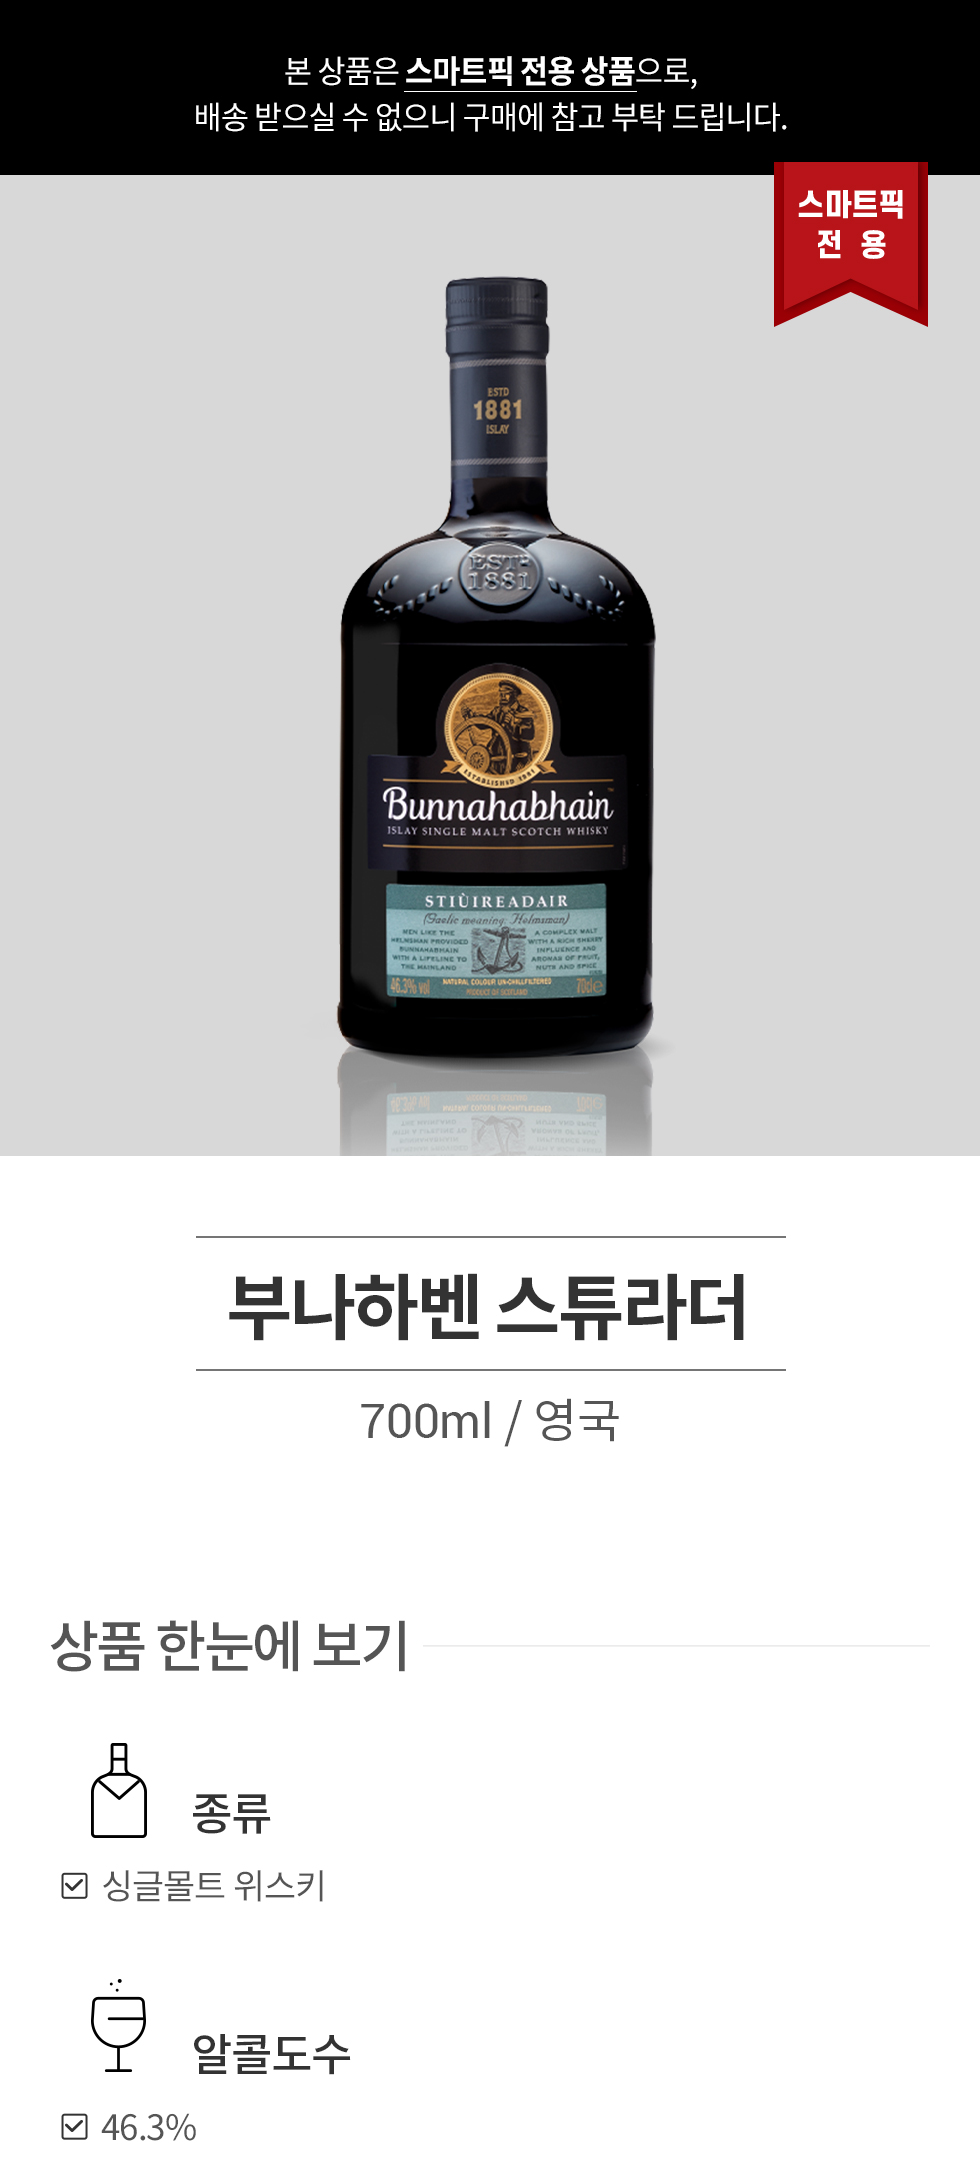 본 상품은 스마트픽 전용 상품으로,
배송 받으실 수 없으니 구매에 참고 부탁 드립니다.
스마트픽
전 용
ESTD
1881
ISLAY
EST⁰
1881
ESTABLISHED 1881
Bunnahabhain™
ISLAY SINGLE MALT SCOTCH WHISKY
STIÙIREADAIR
(Gaelic meaning: Helmsman)
MEN LIKE THE
HELMSMAN PROVIDED
BUNNAHABHAIN
WITH A LIFELINE TO
THE MAINLAND
A COMPLEX MALT
WITH A RICH SHERRY
INFLUENCE AND
AROMAS OF FRUIT,
NUTS AND SPICE
46.3% vol
NATURAL COLOUR UN-CHILLFILTERED
PRODUCT OF SCOTLAND
70cl e
부나하벤 스튜라더
700ml / 영국
상품 한눈에 보기
종류
싱글몰트 위스키
알콜도수
46.3%